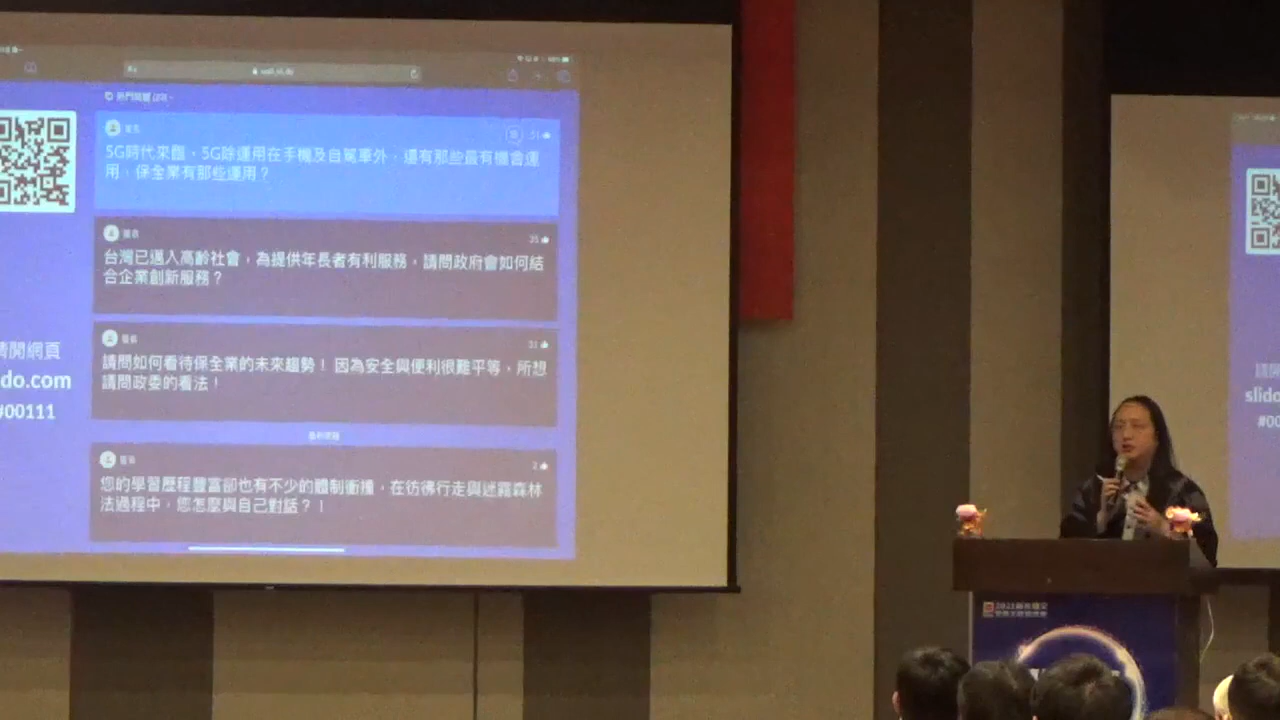 5G時代來臨，5G除運用在手機及自駕車外，還有那些最有機會運
用，保全業有那些運用？
台灣已邁入高齡社會，為提供年長者有利服務，請問政府會如何結
合企業創新服務？
請問如何看待保全業的未來趨勢！ 因為安全與便利很難平等，所想
請問政委的看法！
您的學習歷程豐富卻也有不少的體制衝撞，在彷彿行走與迷霧森林
法過程中，您怎麼與自己對話？！
請開網頁
do.com
#00111
slido
#00